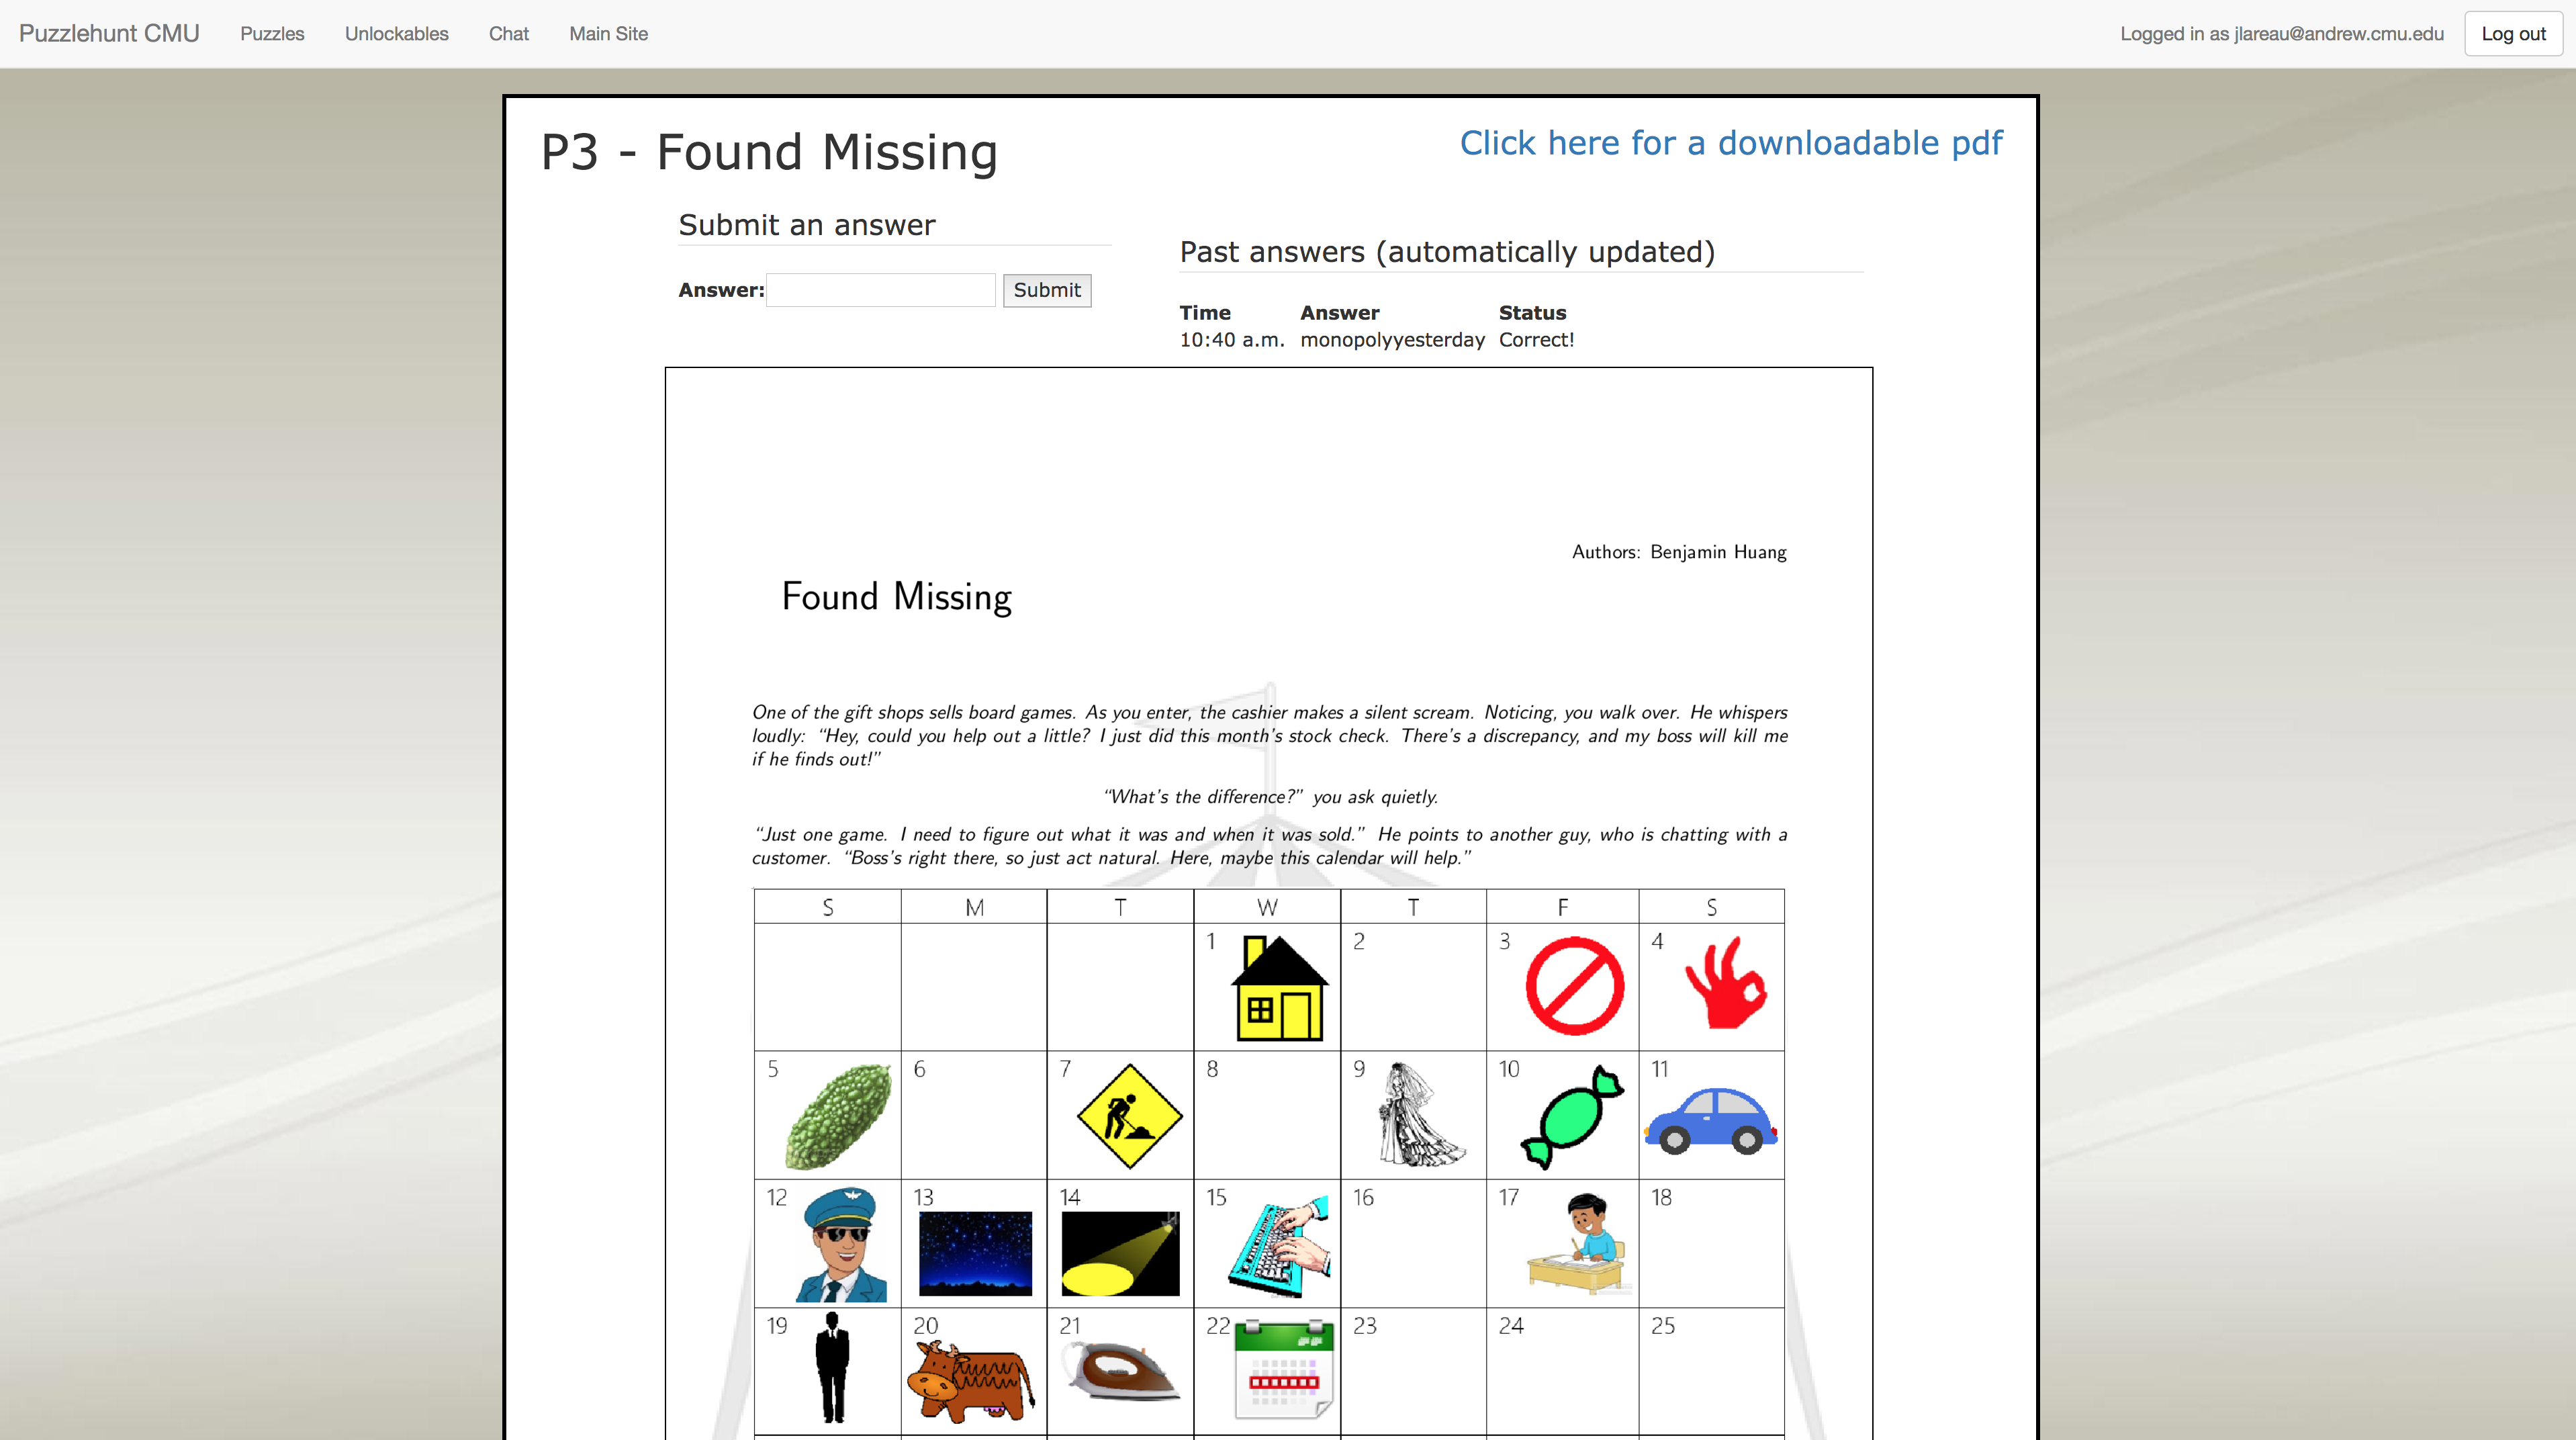 Puzzlehunt CMU Puzzles Unlockables Chat Main Site Logged in as jlareau@andrew.cmu.edu Log out
P3 - Found Missing
Click here for a downloadable pdf
Submit an answer
Answer: Submit
Past answers (automatically updated)
Time Answer Status
10:40 a.m. monopolyyesterday Correct!
Authors: Benjamin Huang
Found Missing
One of the gift shops sells board games. As you enter, the cashier makes a silent scream. Noticing, you walk over. He whispers
loudly: “Hey, could you help out a little? I just did this month's stock check. There's a discrepancy, and my boss will kill me
if he finds out!”
“What's the difference?” you ask quietly.
“Just one game. I need to figure out what it was and when it was sold.” He points to another guy, who is chatting with a
customer. “Boss's right there, so just act natural. Here, maybe this calendar will help.”
S M T W T F S
1 2 3 4
5 6 7 8 9 10 11
12 13 14 15 16 17 18
19 20 21 22 23 24 25